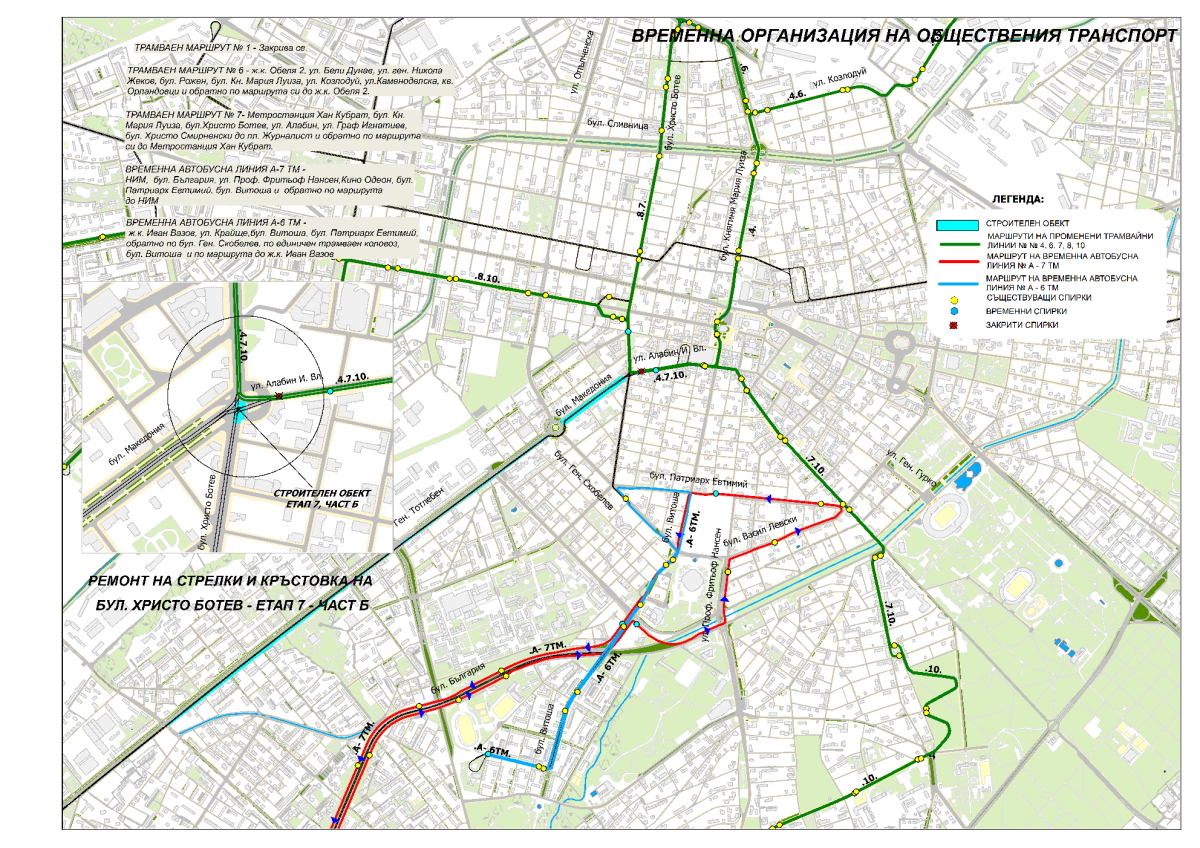 ВРЕМЕННА ОРГАНИЗАЦИЯ НА ОБЩЕСТВЕНИЯ ТРАНСПОРТ
ТРАМВАЕН МАРШРУТ № 1 - Закрива се
ТРАМВАЕН МАРШРУТ № 6 - ж.к. Обеля 2, ул. Бели Дунав, ул. ген. Никола
Жеков, бул. Рожен, бул. Кн. Мария Луиза, ул. Козлодуй, ул.Каменоделска, кв.
Орландовци и обратно по маршрута си до ж.к. Обеля 2.
ТРАМВАЕН МАРШРУТ № 7- Метростанция Хан Кубрат, бул. Кн.
Мария Луиза, бул.Христо Ботев, ул. Алабин, ул. Граф Игнатиев,
бул. Христо Смирненски до пл. Журналист и обратно по маршрута
си до Метростанция Хан Кубрат.
ВРЕМЕННА АВТОБУСНА ЛИНИЯ А-7 ТМ -
НИМ, бул. България, ул. Проф. Фритьоф Нансен,Кино Одеон, бул.
Патриарх Евтимий, бул. Витоша и обратно по маршрута
до НИМ
ВРЕМЕННА АВТОБУСНА ЛИНИЯ А-6 ТМ -
ж.к. Иван Вазов, ул. Крайще,бул. Витоша, бул. Патриарх Евтимий,
обратно по бул. Ген. Скобелев, по единичен трамваен коловоз,
бул. Витоша и по маршрута до ж.к. Иван Вазов
ул. Опълченска
бул. Христо Ботев
.6.
ул. Козлодуй
.4.6.
бул. Сливница
бул. Княгиня Мария Луиза
.8.7.
.4.
.8.10.
ЛЕГЕНДА:
СТРОИТЕЛЕН ОБЕКТ
МАРШРУТИ НА ПРОМЕНЕНИ ТРАМВАЙНИ
ЛИНИИ № № 4, 6, 7, 8, 10
МАРШРУТ НА ВРЕМЕННА АВТОБУСНА
ЛИНИЯ № А - 7 ТМ
МАРШРУТ НА ВРЕМЕННА АВТОБУСНА
ЛИНИЯ № А - 6 ТМ
СЪЩЕСТВУВАЩИ СПИРКИ
ВРЕМЕННИ СПИРКИ
ЗАКРИТИ СПИРКИ
.4.7.10.
ул. Алабин И. Вл.
.4.7.10.
бул. Македония
бул. Христо Ботев
СТРОИТЕЛЕН ОБЕКТ
ЕТАП 7, ЧАСТ Б
ул. Алабин И. Вл.
.4.7.10.
бул. Македония
Ген. Тотлебен
бул. Ген. Скобелев
бул. Патриарх Евтимий
.7.10.
ул. Ген. Гурко
бул. Витоша
.А- 6ТМ.
бул. Васил Левски
ул. Проф. Фритьоф Нансен
.7.10.
РЕМОНТ НА СТРЕЛКИ И КРЪСТОВКА НА
БУЛ. ХРИСТО БОТЕВ - ЕТАП 7 - ЧАСТ Б
.А- 7ТМ.
.А- 6ТМ.
бул. България
.10.
бул. Витоша
.А- 7ТМ.
.А- 6ТМ.
.10.